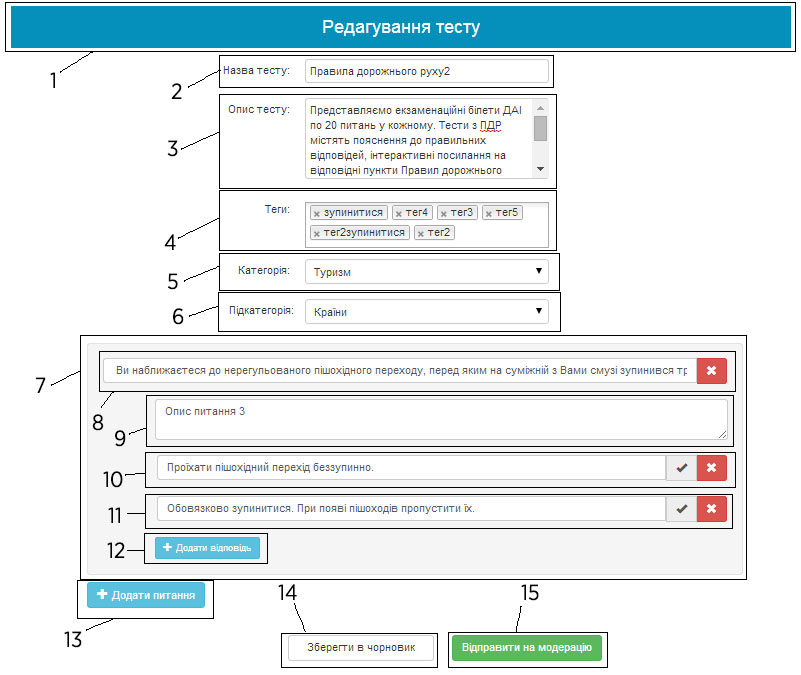 Редагування тесту
1
2
Назва тесту: Правила дорожнього руху2
3
Опис тесту: Представляємо екзаменаційні білети ДАІ
по 20 питань у кожному. Тести з ПДР
містять пояснення до правильних
відповідей, інтерактивні посилання на
відповідні пункти Правил дорожнього
4
Теги: × зупинитися × тег4 × тег3 × тег5
× тег2зупинитися × тег2
5
Категорія: Туризм
6
Підкатегорія: Країни
7
Ви наближаєтеся до нерегульованого пішохідного переходу, перед яким на суміжній з Вами смузі зупинився тр
8
9
Опис питання 3
10
Проїхати пішохідний перехід беззупинно.
11
Обовязково зупинитися. При появі пішоходів пропустити їх.
12
+ Додати відповідь
+ Додати питання
13
14
15
Зберегти в чорновик
Відправити на модерацію